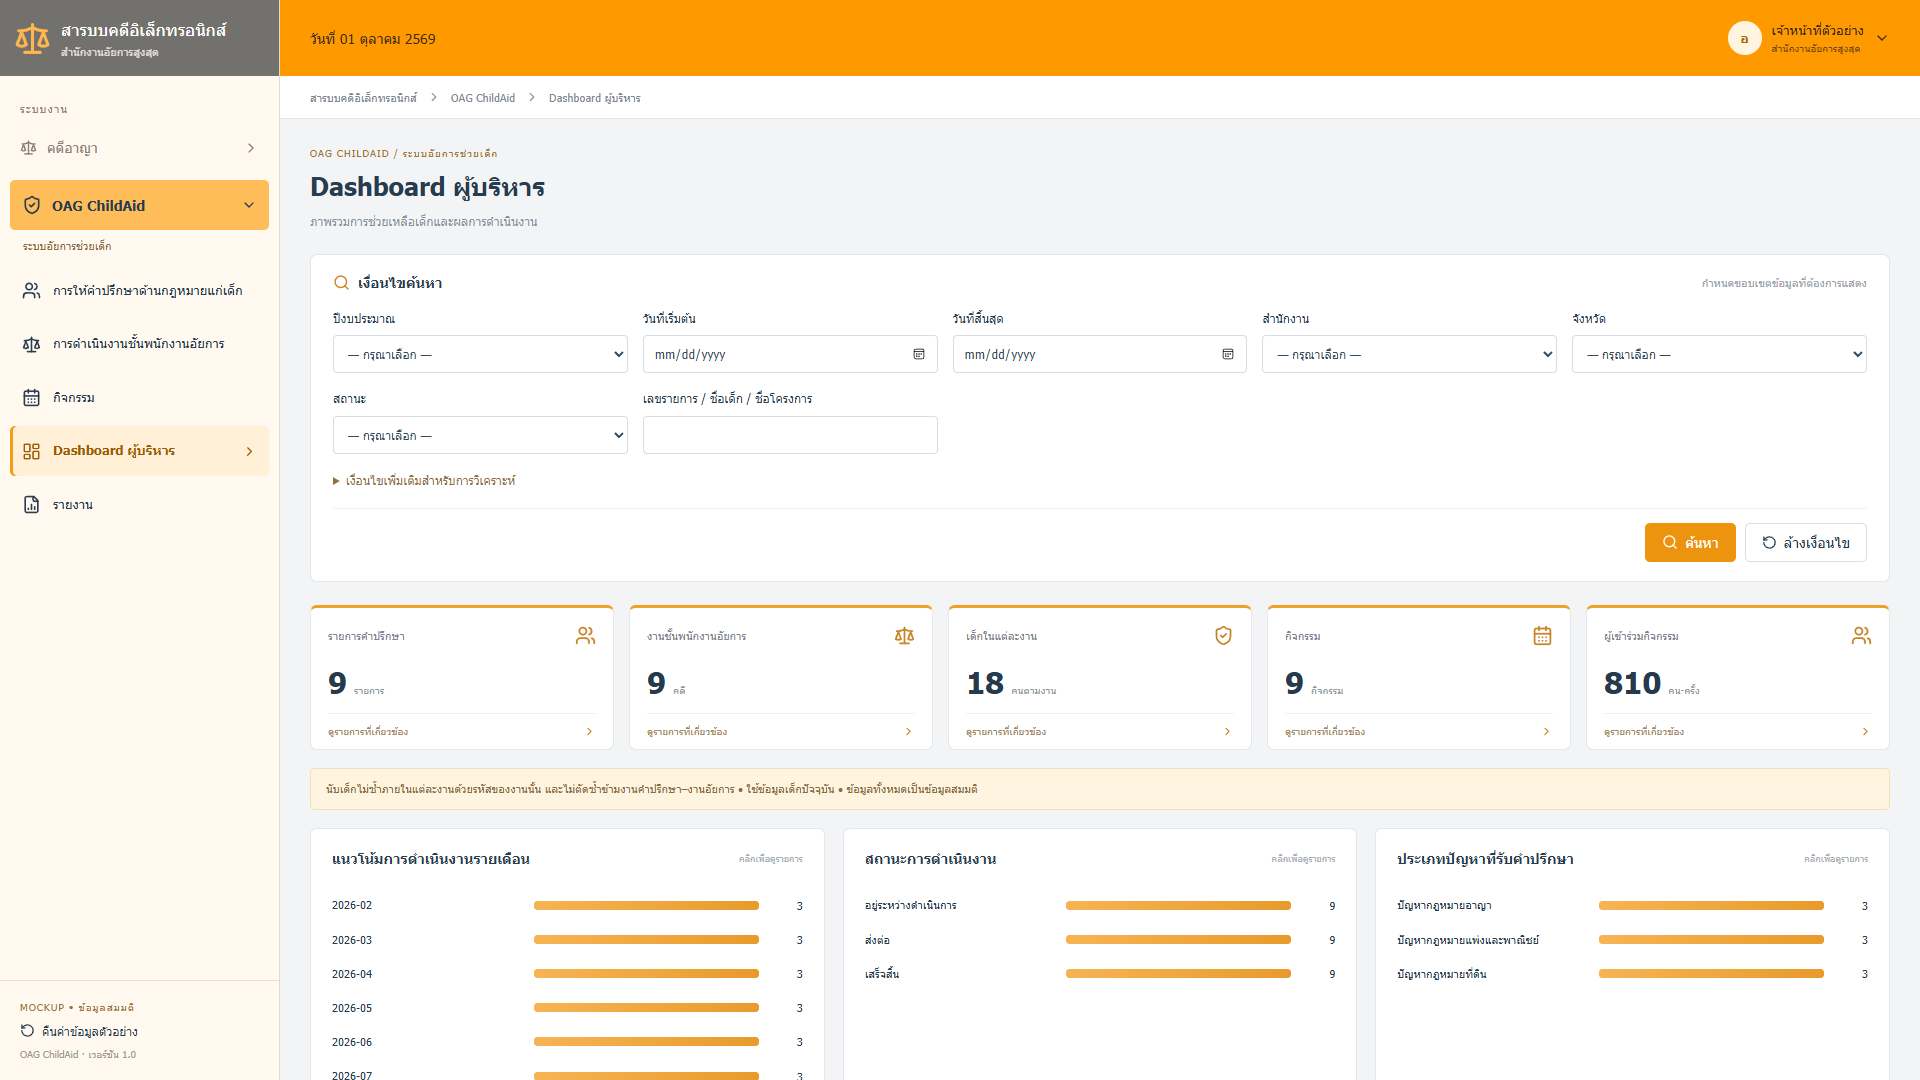 สารบบคดีอิเล็กทรอนิกส์
สำนักงานอัยการสูงสุด
วันที่ 01 ตุลาคม 2569
อ
เจ้าหน้าที่ตัวอย่าง
สำนักงานอัยการสูงสุด
ระบบงาน
คดีอาญา
OAG ChildAid
ระบบอัยการช่วยเด็ก
การให้คำปรึกษาด้านกฎหมายแก่เด็ก
การดำเนินงานชั้นพนักงานอัยการ
กิจกรรม
Dashboard ผู้บริหาร
รายงาน
MOCKUP • ข้อมูลสมมติ
คืนค่าข้อมูลตัวอย่าง
OAG ChildAid · เวอร์ชัน 1.0
สารบบคดีอิเล็กทรอนิกส์ > OAG ChildAid > Dashboard ผู้บริหาร
OAG CHILDAID / ระบบอัยการช่วยเด็ก
Dashboard ผู้บริหาร
ภาพรวมการช่วยเหลือเด็กและผลการดำเนินงาน
เงื่อนไขค้นหา
กำหนดขอบเขตข้อมูลที่ต้องการแสดง
ปีงบประมาณ
วันที่เริ่มต้น
วันที่สิ้นสุด
สำนักงาน
จังหวัด
— กรุณาเลือก —
mm/dd/yyyy
mm/dd/yyyy
— กรุณาเลือก —
— กรุณาเลือก —
สถานะ
เลขรายการ / ชื่อเด็ก / ชื่อโครงการ
— กรุณาเลือก —
เงื่อนไขเพิ่มเติมสำหรับการวิเคราะห์
ค้นหา
ล้างเงื่อนไข
รายการคำปรึกษา
9 รายการ
ดูรายการที่เกี่ยวข้อง
งานชั้นพนักงานอัยการ
9 คดี
ดูรายการที่เกี่ยวข้อง
เด็กในแต่ละงาน
18 คนตามงาน
ดูรายการที่เกี่ยวข้อง
กิจกรรม
9 กิจกรรม
ดูรายการที่เกี่ยวข้อง
ผู้เข้าร่วมกิจกรรม
810 คน-ครั้ง
ดูรายการที่เกี่ยวข้อง
นับเด็กไม่ซ้ำภายในแต่ละงานด้วยรหัสของงานนั้น และไม่ตัดซ้ำข้ามงานคำปรึกษา–งานอัยการ • ใช้ข้อมูลเด็กปัจจุบัน • ข้อมูลทั้งหมดเป็นข้อมูลสมมติ
แนวโน้มการดำเนินงานรายเดือน
คลิกเพื่อดูรายการ
2026-02 3
2026-03 3
2026-04 3
2026-05 3
2026-06 3
2026-07 3
สถานะการดำเนินงาน
คลิกเพื่อดูรายการ
อยู่ระหว่างดำเนินการ 9
ส่งต่อ 9
เสร็จสิ้น 9
ประเภทปัญหาที่รับคำปรึกษา
คลิกเพื่อดูรายการ
ปัญหากฎหมายอาญา 3
ปัญหากฎหมายแพ่งและพาณิชย์ 3
ปัญหากฎหมายที่ดิน 3